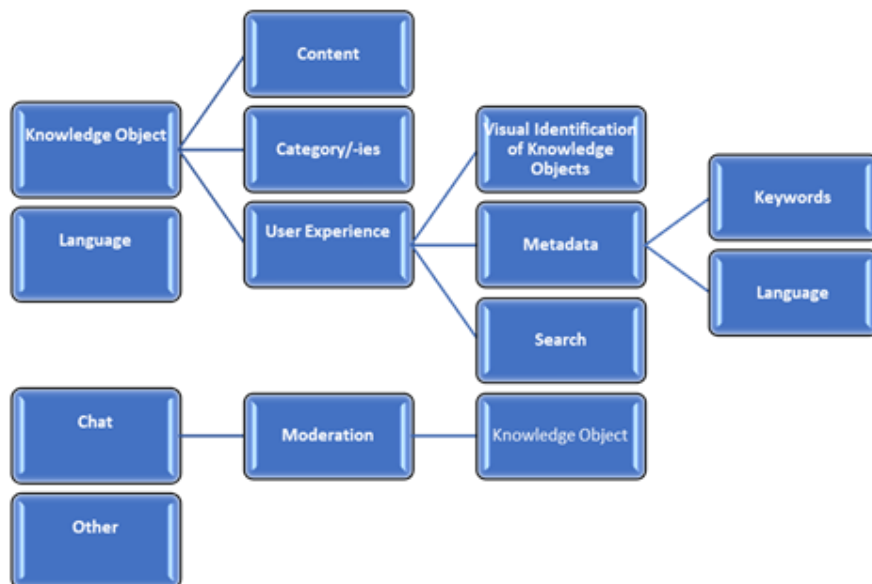 Content
Knowledge Object
Category/-ies
Visual Identification
of Knowledge
Objects
Keywords
Language
User Experience
Metadata
Language
Search
Chat
Moderation
Knowledge Object
Other